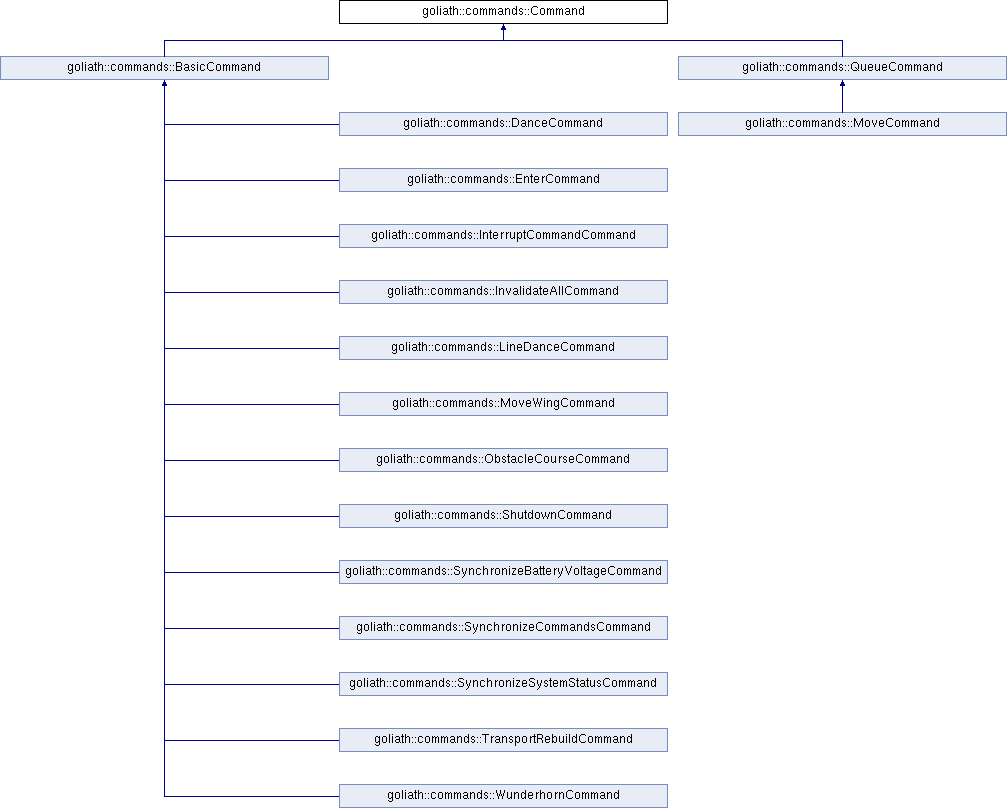 goliath::commands::Command
goliath::commands::BasicCommand
goliath::commands::QueueCommand
goliath::commands::DanceCommand
goliath::commands::MoveCommand
goliath::commands::EnterCommand
goliath::commands::InterruptCommandCommand
goliath::commands::InvalidateAllCommand
goliath::commands::LineDanceCommand
goliath::commands::MoveWingCommand
goliath::commands::ObstacleCourseCommand
goliath::commands::ShutdownCommand
goliath::commands::SynchronizeBatteryVoltageCommand
goliath::commands::SynchronizeCommandsCommand
goliath::commands::SynchronizeSystemStatusCommand
goliath::commands::TransportRebuildCommand
goliath::commands::WunderhornCommand